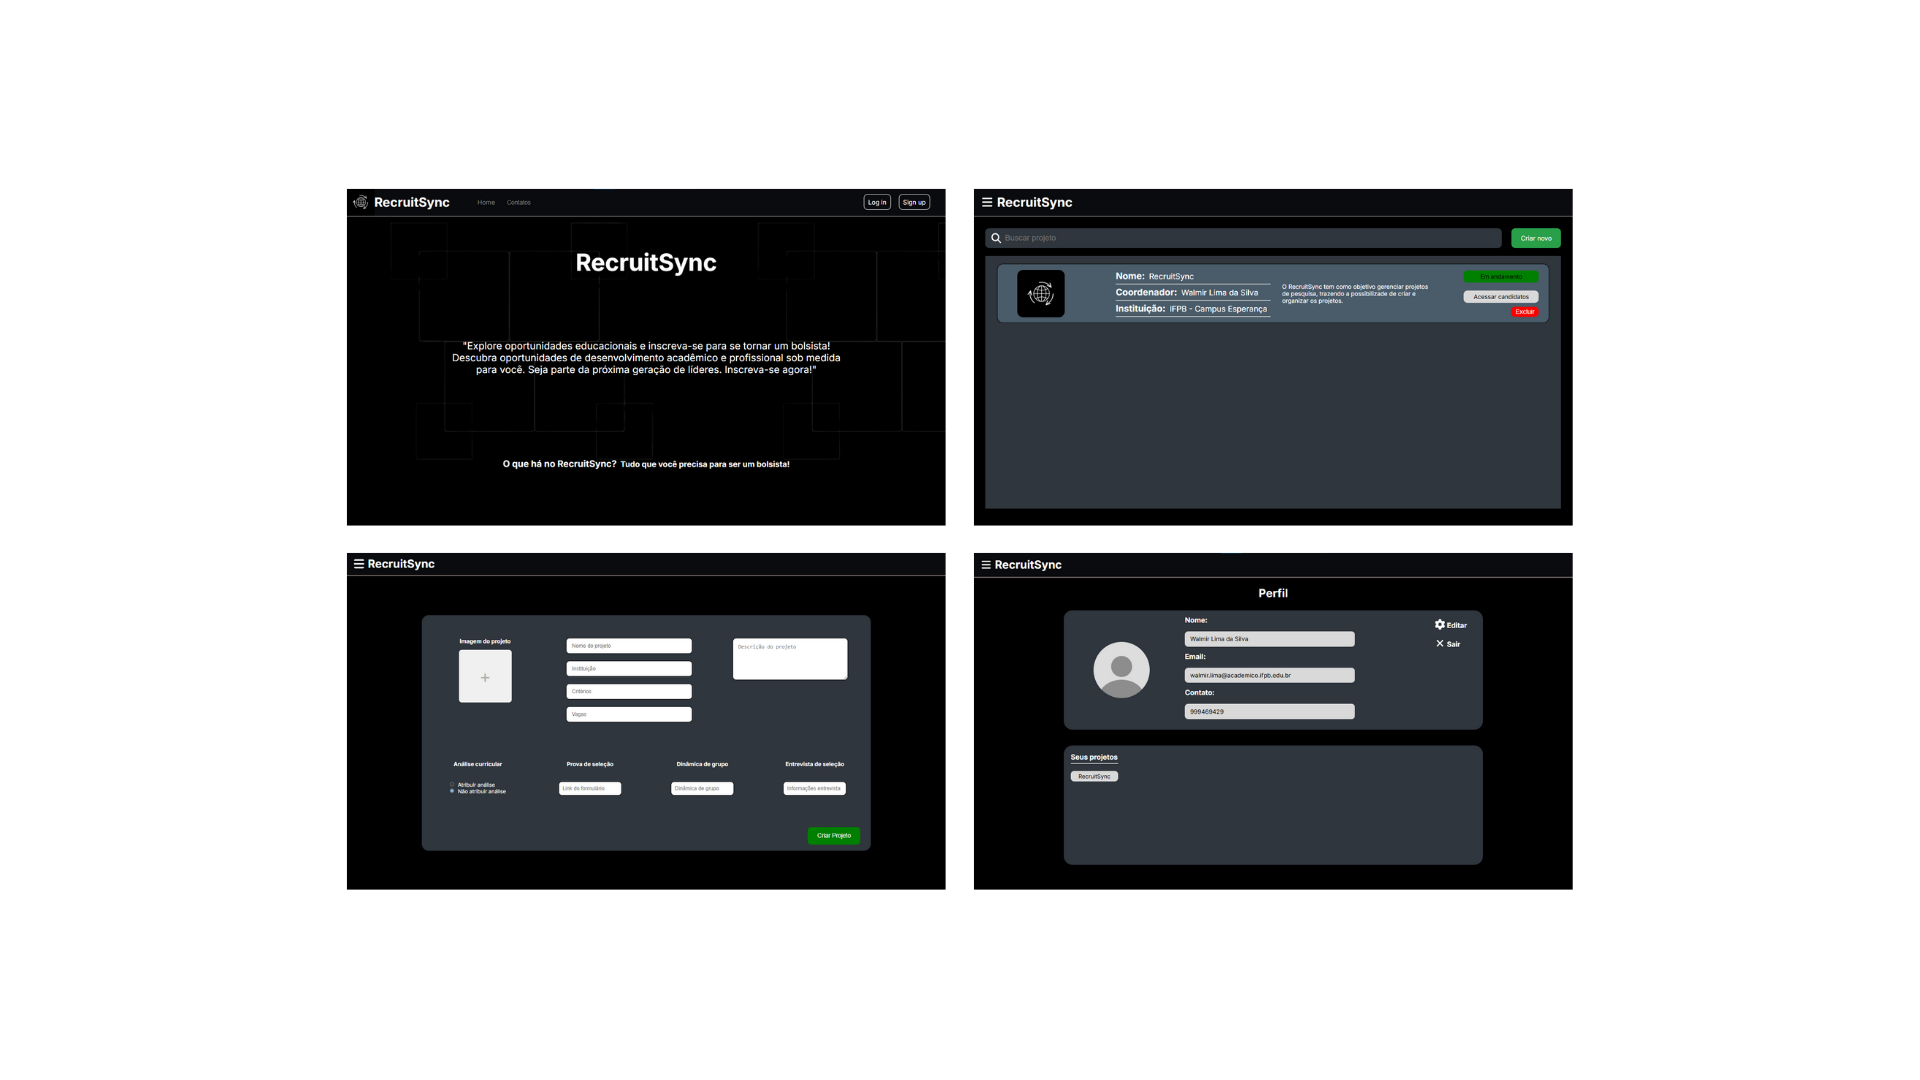 RecruitSync
Home
Contatos
Log in
Sign up
RecruitSync
"Explore oportunidades educacionais e inscreva-se para se tornar um bolsista!
Descubra oportunidades de desenvolvimento acadêmico e profissional sob medida
para você. Seja parte da próxima geração de líderes. Inscreva-se agora!"
O que há no RecruitSync? Tudo que você precisa para ser um bolsista!
RecruitSync
Buscar projeto
Criar novo
Nome: RecruitSync
Coordenador: Walmir Lima da Silva
Instituição: IFPB - Campus Esperança
O RecruitSync tem como objetivo gerenciar projetos
de pesquisa, trazendo a possibilidade de criar e
organizar os projetos.
Em andamento
Acessar candidatos
Excluir
RecruitSync
Imagem do projeto
+
Nome do projeto
Instituição
Critérios
Vagas
Descrição do projeto
Análise curricular
Atribuir análise
Não atribuir análise
Prova de seleção
Link do formulário
Dinâmica de grupo
Dinâmica de grupo
Entrevista de seleção
Informações entrevista
Criar Projeto
RecruitSync
Perfil
Nome:
Walmir Lima da Silva
Email:
walmir.lima@academico.ifpb.edu.br
Contato:
999469429
Editar
Sair
Seus projetos
RecruitSync